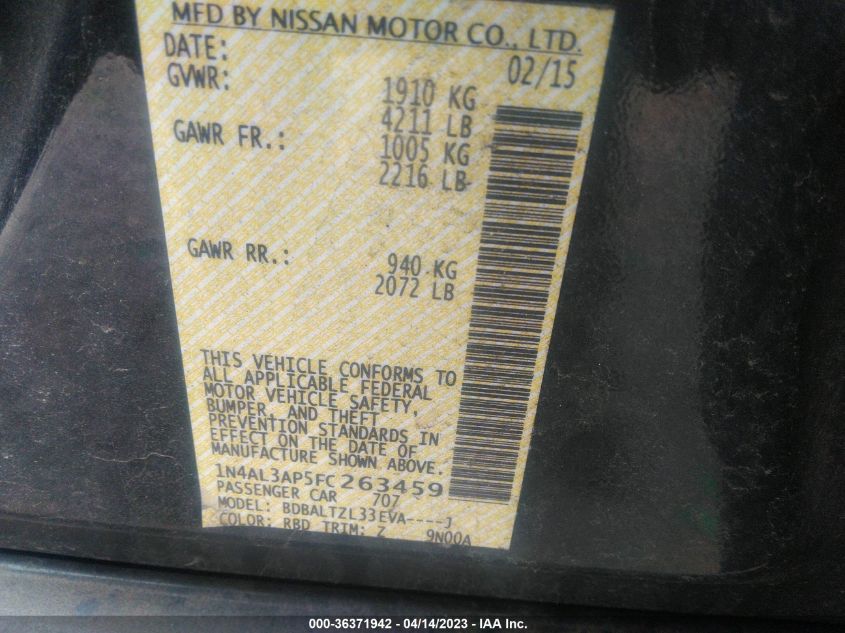 MFD BY NISSAN MOTOR CO., LTD.
DATE: 02/15
GVWR: 1910 KG
4211 LB
GAWR FR.: 1005 KG
2216 LB
GAWR RR.: 940 KG
2072 LB
THIS VEHICLE CONFORMS TO
ALL APPLICABLE FEDERAL
MOTOR VEHICLE SAFETY,
BUMPER, AND THEFT
PREVENTION STANDARDS IN
EFFECT ON THE DATE OF
MANUFACTURE SHOWN ABOVE.
1N4AL3AP5FC263459
PASSENGER CAR 707
MODEL: BDBALTZL33EVA----J
COLOR: RBD TRIM: Z 9N00A
000-36371942 - 04/14/2023 - IAA Inc.